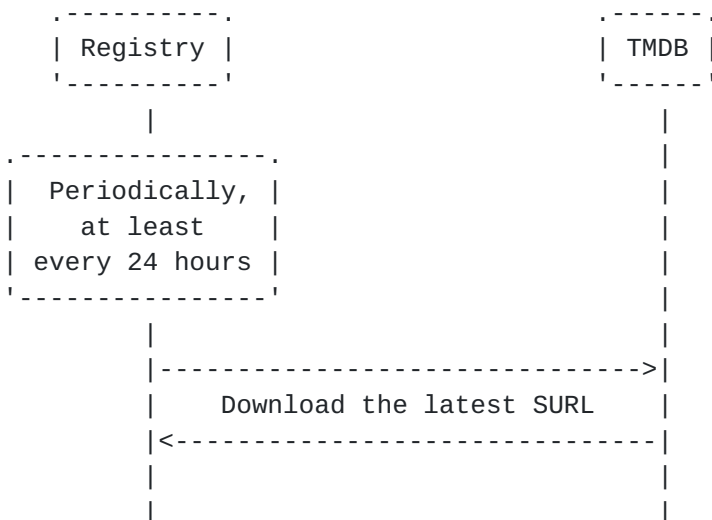 Registry
TMDB
Periodically,
at least
every 24 hours
Download the latest SURL